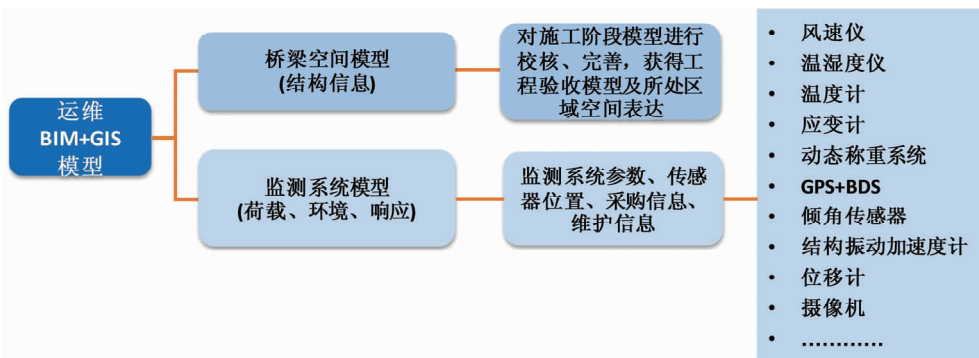 运维
BIM+GIS
模型
桥梁空间模型
(结构信息)
对施工阶段模型进行
校核、完善，获得工
程验收模型及所处区
域空间表达
监测系统模型
(荷载、环境、响应)
监测系统参数、传感
器位置、采购信息、
维护信息
• 风速仪
• 温湿度仪
• 温度计
• 应变计
• 动态称重系统
• GPS+BDS
• 倾角传感器
• 结构振动加速度计
• 位移计
• 摄像机
• …………